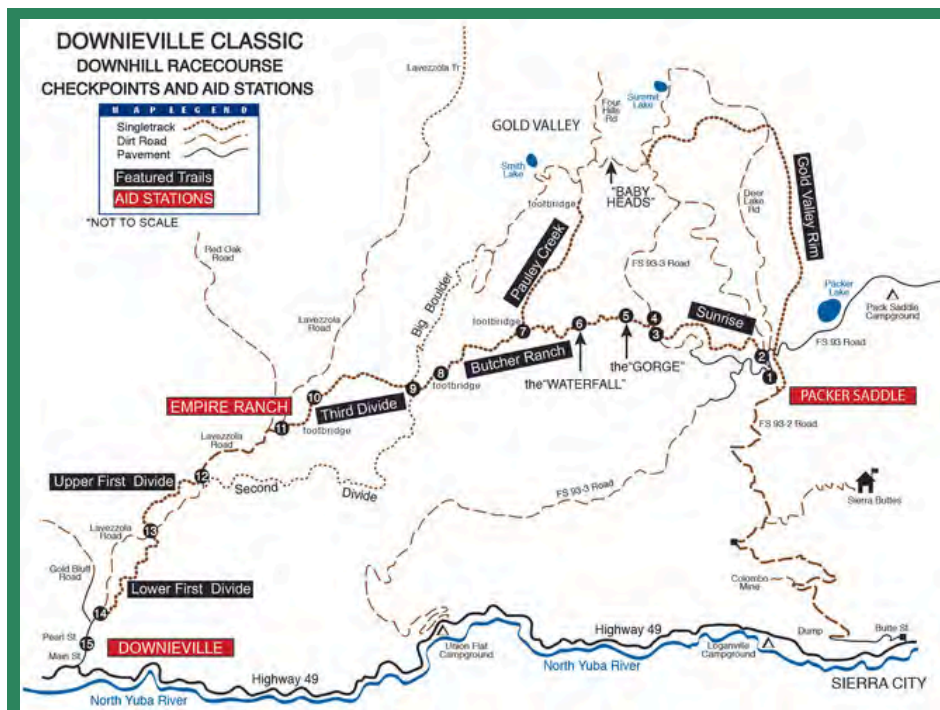 DOWNIEVILLE CLASSIC
DOWNHILL RACECOURSE
CHECKPOINTS AND AID STATIONS
MAP LEGEND
Singletrack
Dirt Road
Pavement
Featured Trails
AID STATIONS
*NOT TO SCALE
Lavezzola Tr
GOLD VALLEY
Four
Hills
Rd
Summit
Lake
Smith
Lake
footbridge
"BABY
HEADS"
Deer
Lake
Rd
Gold Valley Rim
Red Oak
Road
Lavezzola
Road
Big Boulder
Pauley Creek
FS 93-3 Road
Sunrise
Packer
Lake
Pack Saddle
Campground
FS 93 Road
footbridge
7
6
5
4
3
2
1
the "WATERFALL"
the "GORGE"
Butcher Ranch
8
footbridge
9
10
Third Divide
EMPIRE RANCH
11
footbridge
PACKER SADDLE
FS 93-2 Road
Lavezzola
Road
12
Upper First Divide
Second Divide
FS 93-3 Road
Sierra Buttes
Lavezzola
Road
13
Gold Bluff
Road
Lower First Divide
Colombo
Mine
14
Pearl St.
15
Main St.
DOWNIEVILLE
Union Flat
Campground
Highway 49
Loganville
Campground
Dump
Butte St.
Highway 49
North Yuba River
North Yuba River
SIERRA CITY